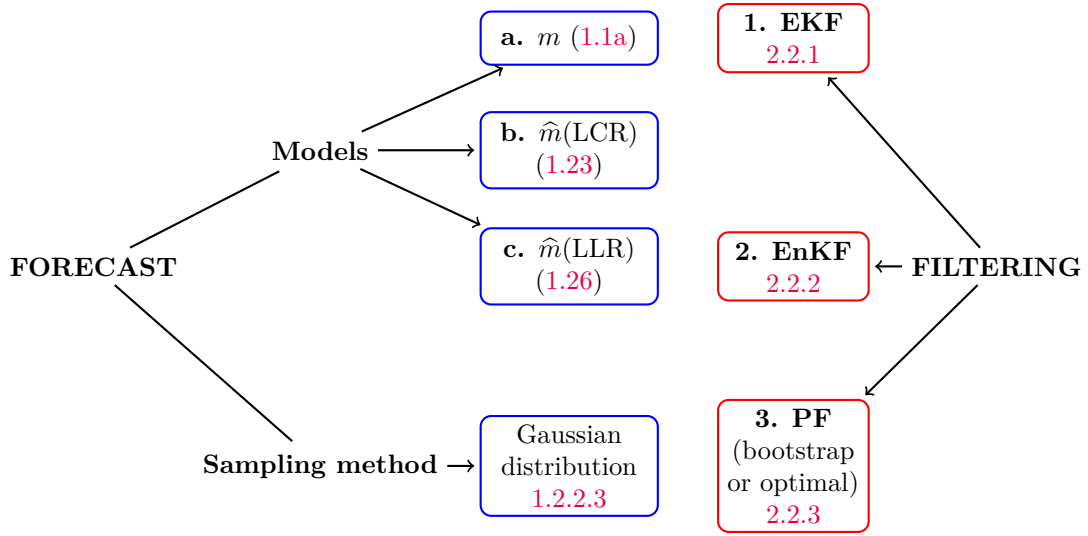 FORECAST
Models
a. m (1.1a)
b. m̂(LCR)
(1.23)
c. m̂(LLR)
(1.26)
Sampling method
Gaussian
distribution
1.2.2.3
1. EKF
2.2.1
2. EnKF
2.2.2
3. PF
(bootstrap
or optimal)
2.2.3
FILTERING